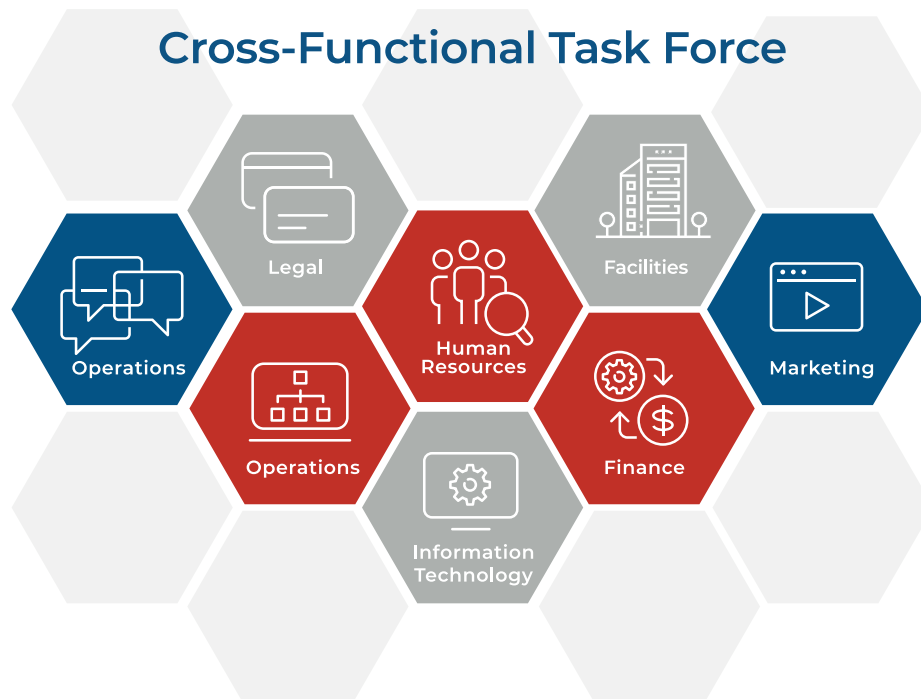 Cross-Functional Task Force
Legal
Facilities
Operations
Human
Resources
Marketing
Operations
Finance
Information
Technology